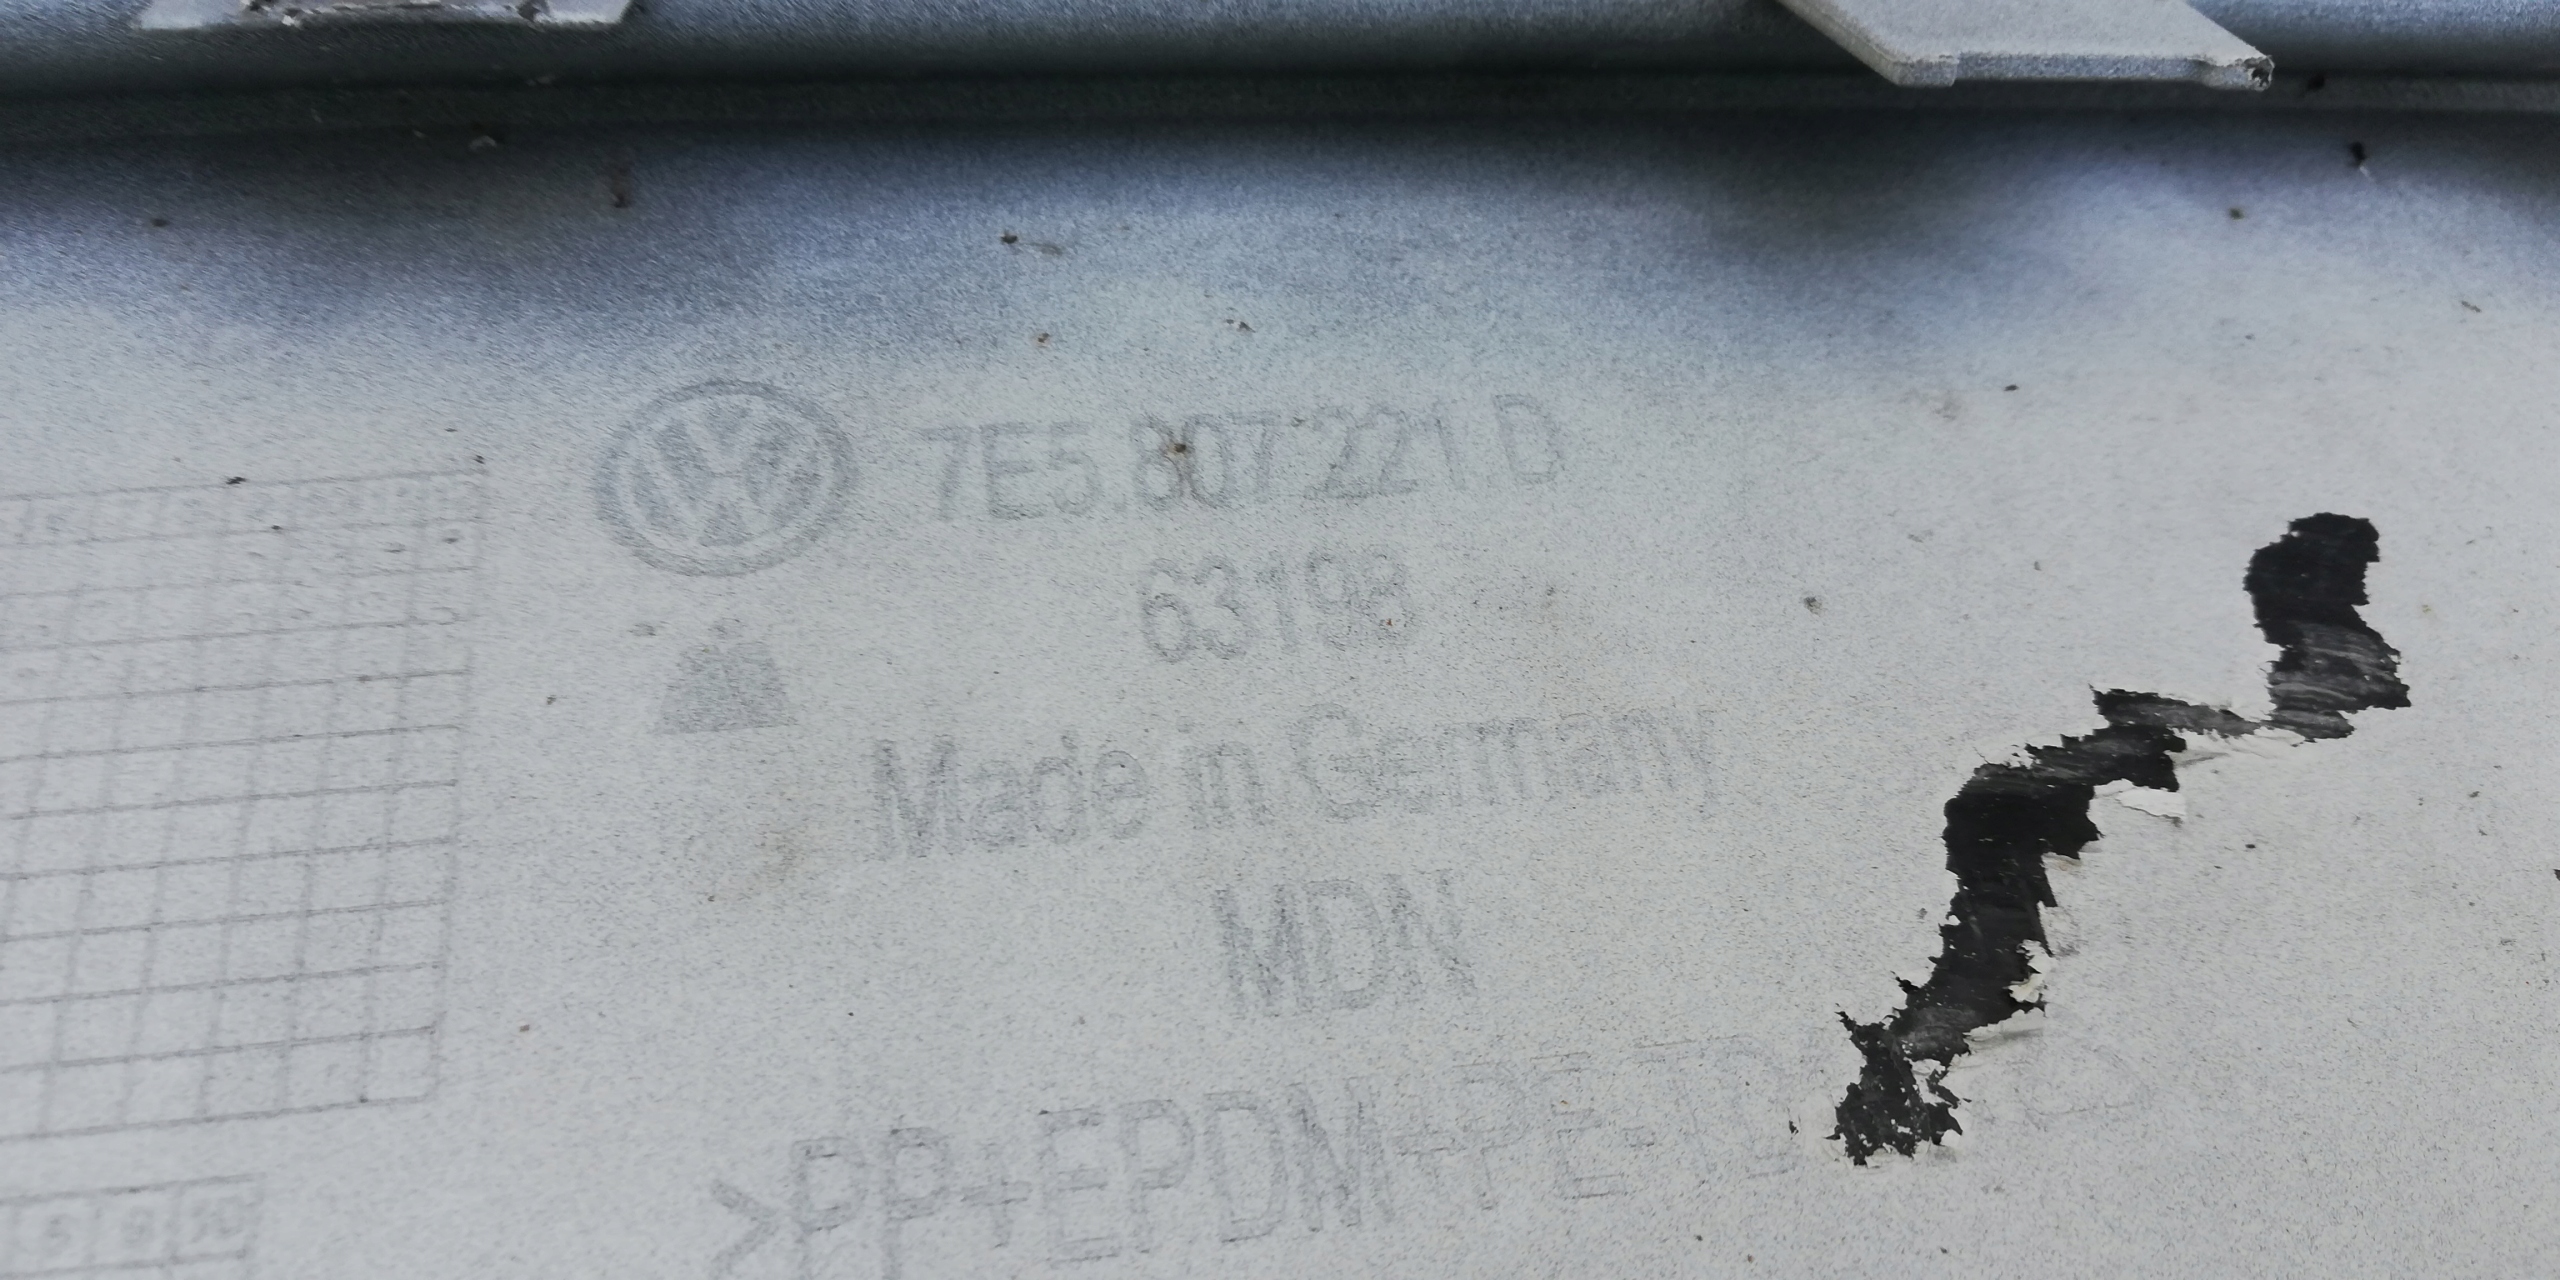 7E5.807.221.D
63198
Made in Germany
MDN
>PP+EPDM+